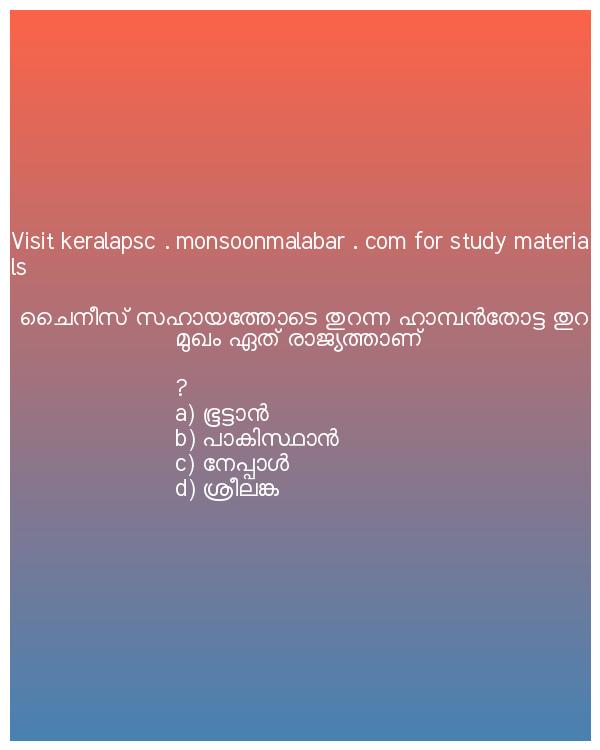 Visit keralapsc . monsoonmalabar . com for study materia
ls
ചൈനീസ് സഹായത്തോടെ തുറന്ന ഹാമ്പൻതോട്ട തുറ
മുഖം ഏത് രാജ്യത്താണ്
?
a) ഭൂട്ടാൻ
b) പാകിസ്ഥാൻ
c) നേപ്പാൾ
d) ശ്രീലങ്ക